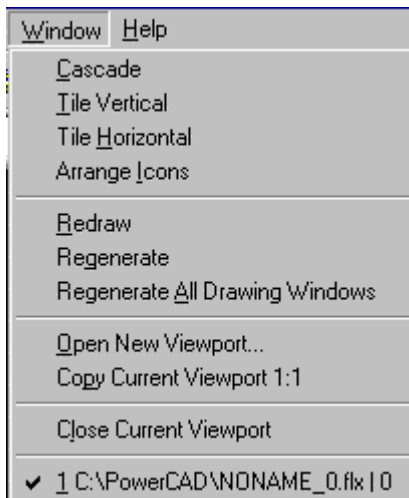 Window Help
Cascade
Tile Vertical
Tile Horizontal
Arrange Icons
Redraw
Regenerate
Regenerate All Drawing Windows
Open New Viewport...
Copy Current Viewport 1:1
Close Current Viewport
✔ 1 C:\PowerCAD\NONAME_0.flx | 0